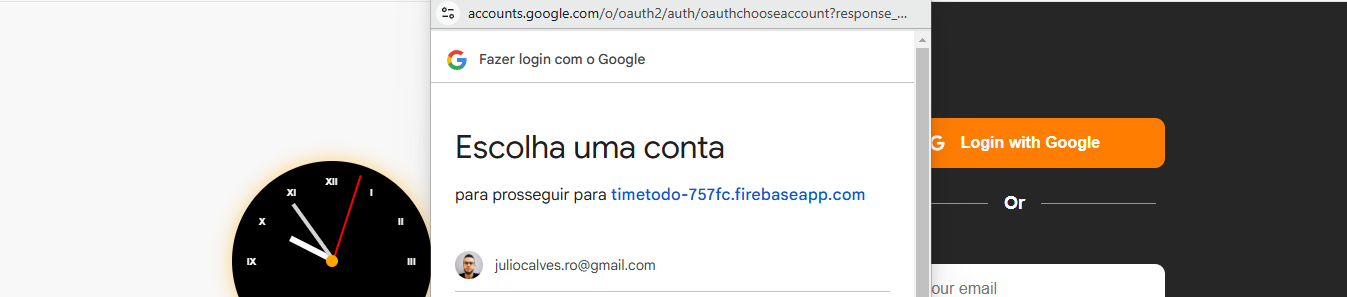 accounts.google.com/o/oauth2/auth/oauthchooseaccount?response_...
Fazer login com o Google
Escolha uma conta
para prosseguir para timetodo-757fc.firebaseapp.com
juliocalves.ro@gmail.com
XII
I
II
III
IX
X
XI
Login with Google
Or
our email